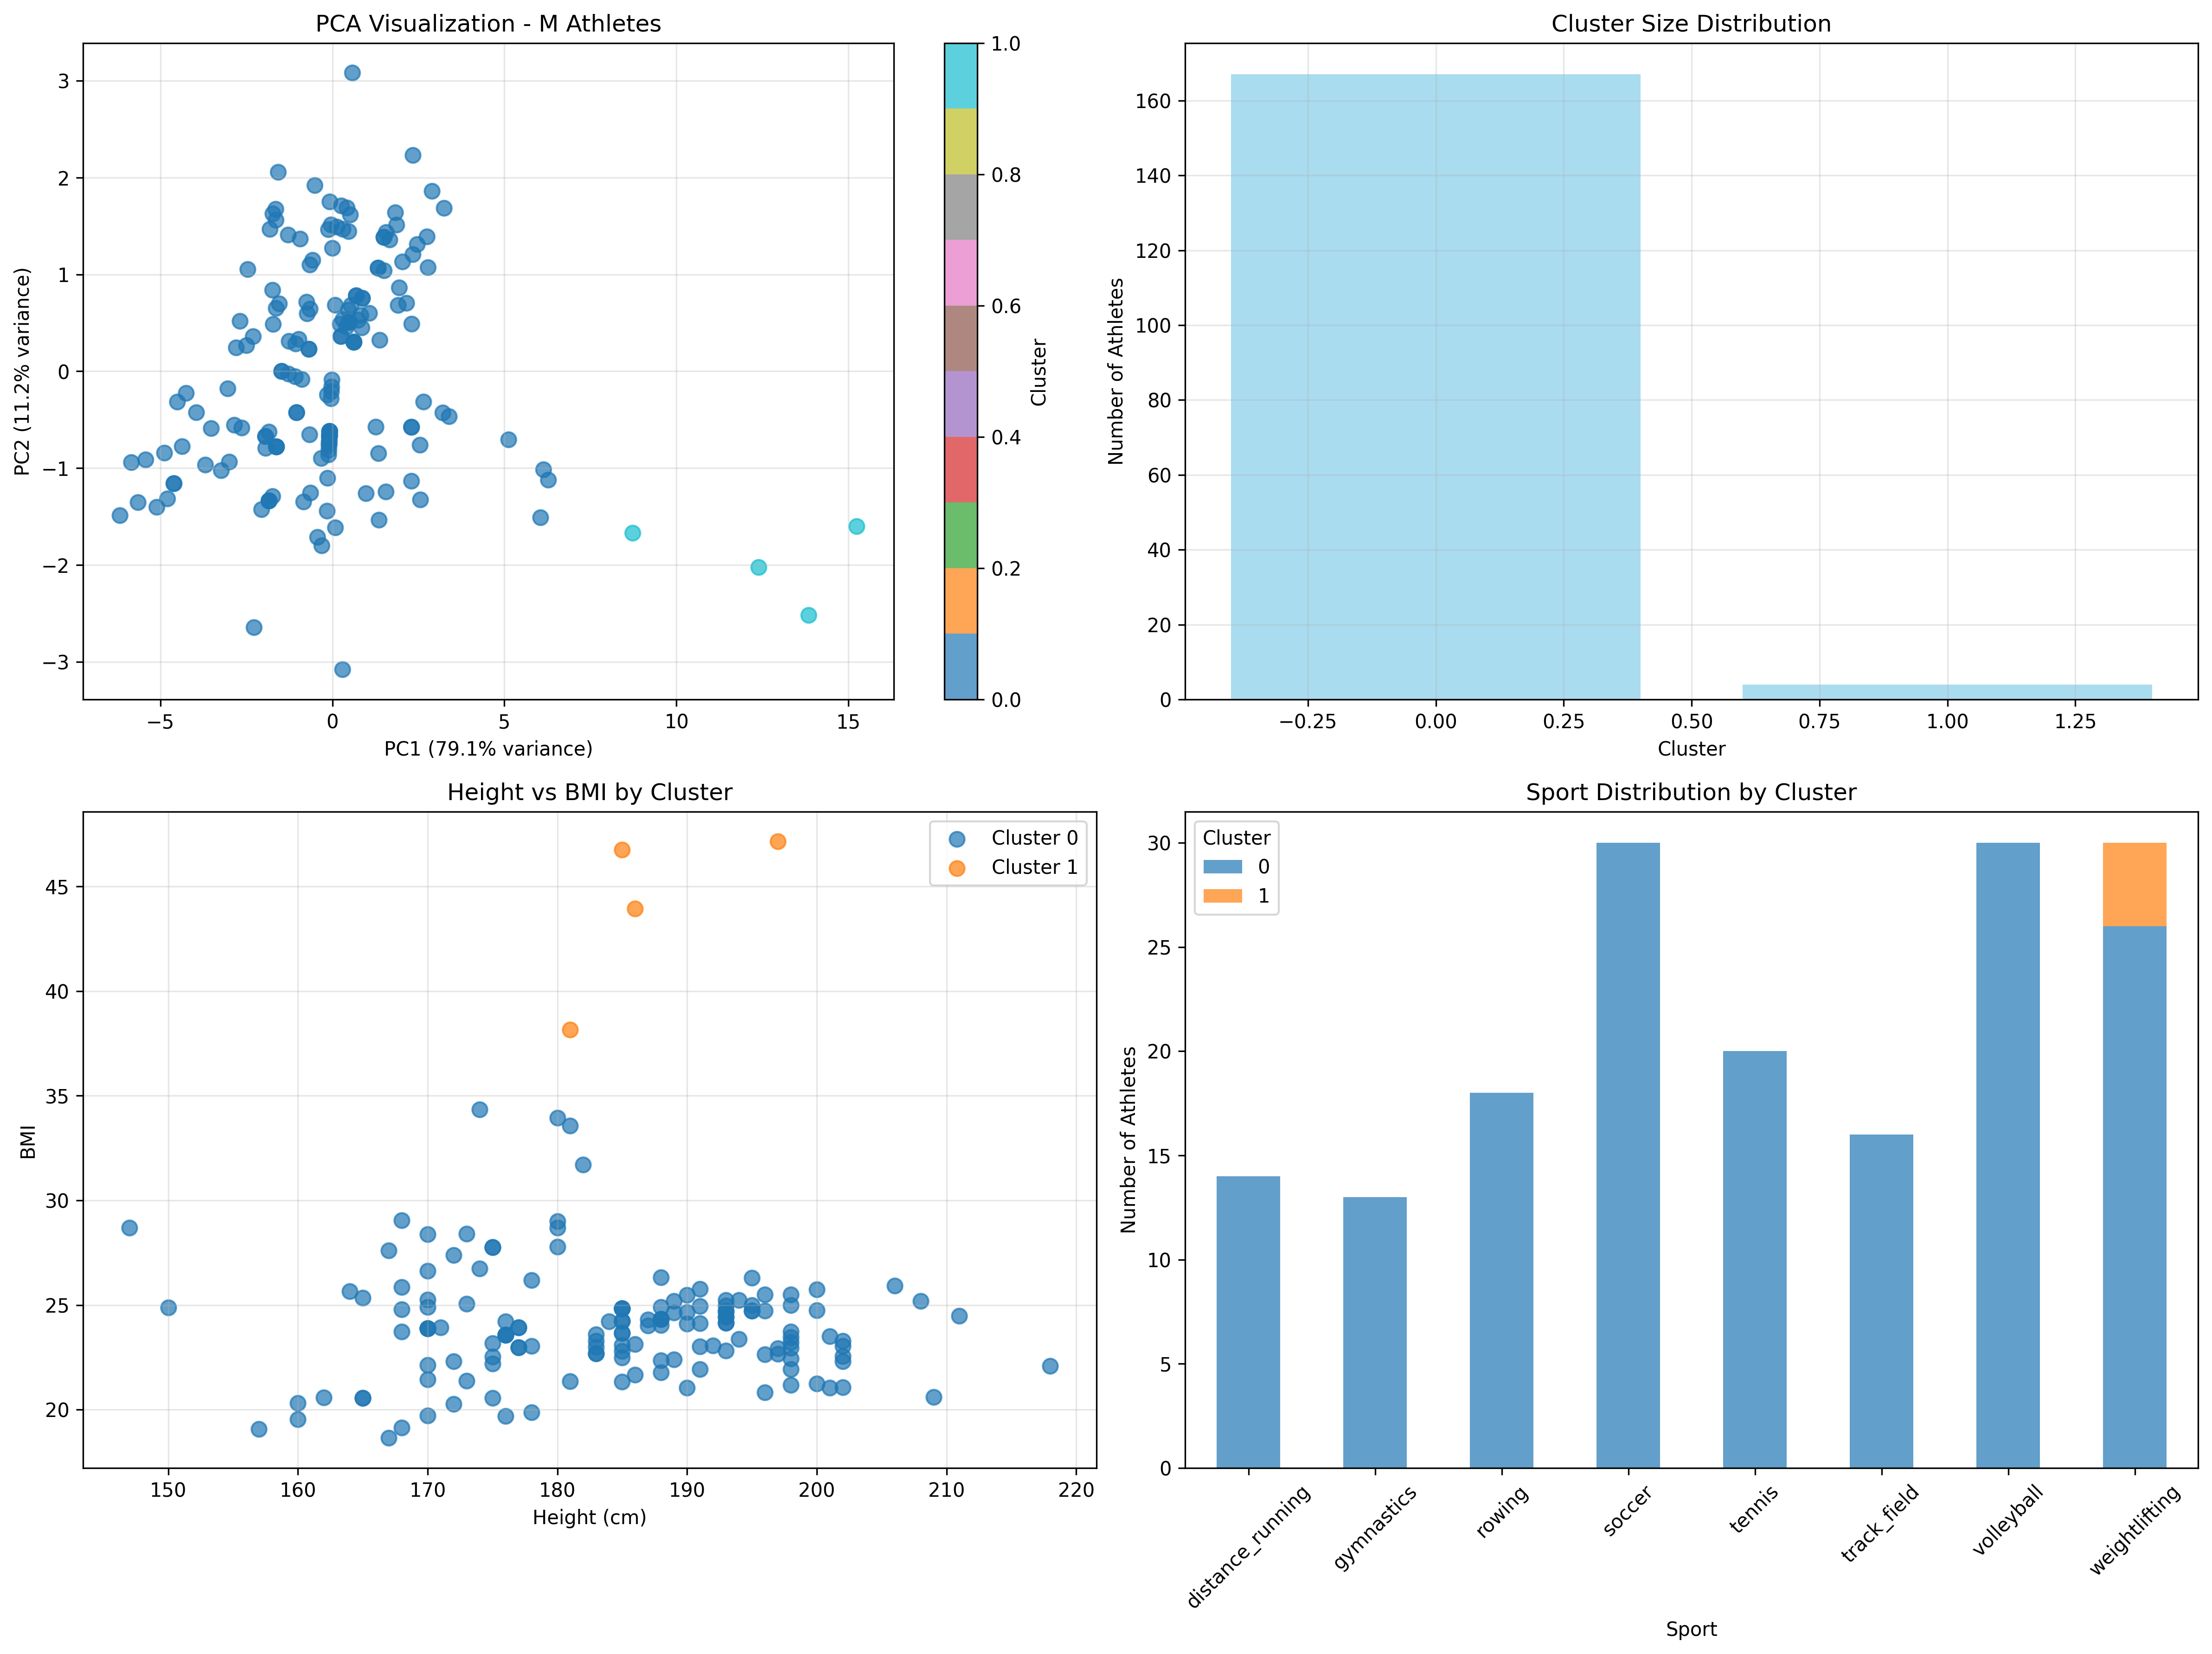 PCA Visualization - M Athletes
3
2
1
0
−1
−2
−3
PC2 (11.2% variance)
−5
0
5
10
15
PC1 (79.1% variance)
1.0
0.8
0.6
0.4
0.2
0.0
Cluster
Cluster Size Distribution
160
140
120
100
80
60
40
20
0
Number of Athletes
−0.25
0.00
0.25
0.50
0.75
1.00
1.25
Cluster
Height vs BMI by Cluster
Cluster 0
Cluster 1
45
40
35
30
25
20
BMI
150
160
170
180
190
200
210
220
Height (cm)
Sport Distribution by Cluster
Cluster
0
1
30
25
20
15
10
5
0
Number of Athletes
distance_running
gymnastics
rowing
soccer
tennis
track_field
volleyball
weightlifting
Sport